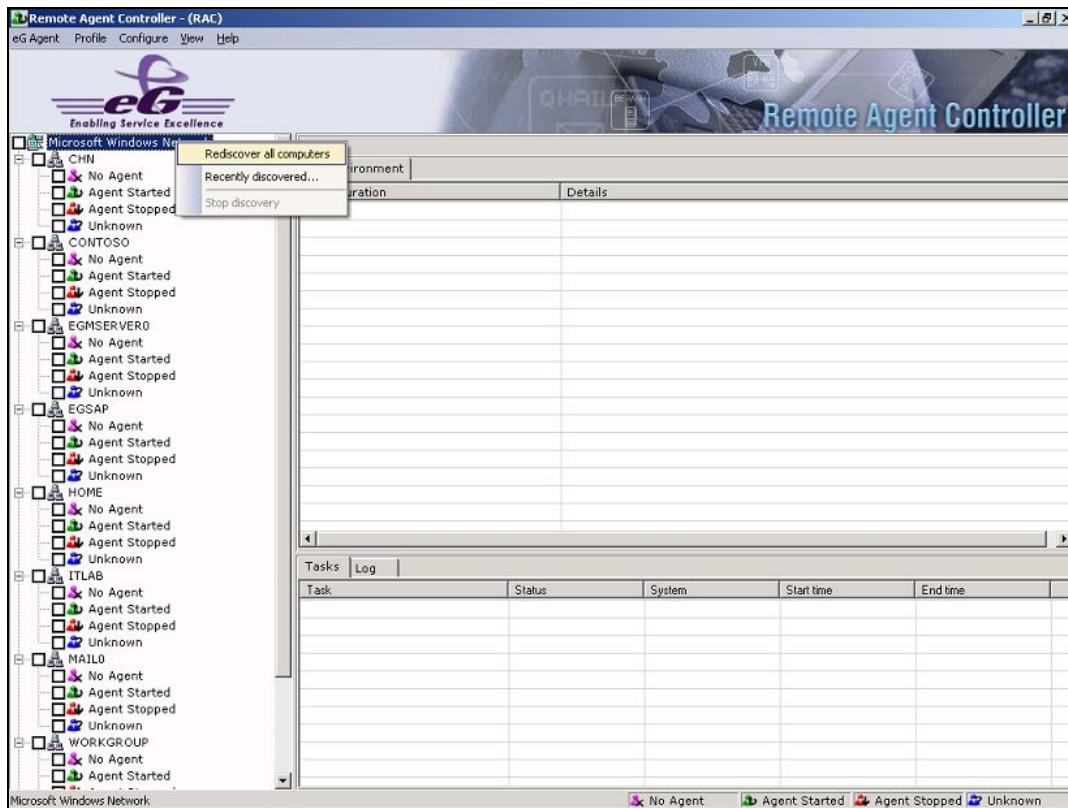 Remote Agent Controller - (RAC)
eG Agent Profile Configure View Help
eG
Enabling Service Excellence
QMAIL
Remote Agent Controller
Microsoft Windows Ne
Rediscover all computers
Recently discovered...
Stop discovery
CHN
No Agent
Agent Started
Agent Stopped
Unknown
CONTOSO
No Agent
Agent Started
Agent Stopped
Unknown
EGMSERVER0
No Agent
Agent Started
Agent Stopped
Unknown
EGSAP
No Agent
Agent Started
Agent Stopped
Unknown
HOME
No Agent
Agent Started
Agent Stopped
Unknown
ITLAB
No Agent
Agent Started
Agent Stopped
Unknown
MAIL0
No Agent
Agent Started
Agent Stopped
Unknown
WORKGROUP
No Agent
Agent Started
ironment
uration Details
Tasks Log
Task Status System Start time End time
Microsoft Windows Network No Agent Agent Started Agent Stopped Unknown